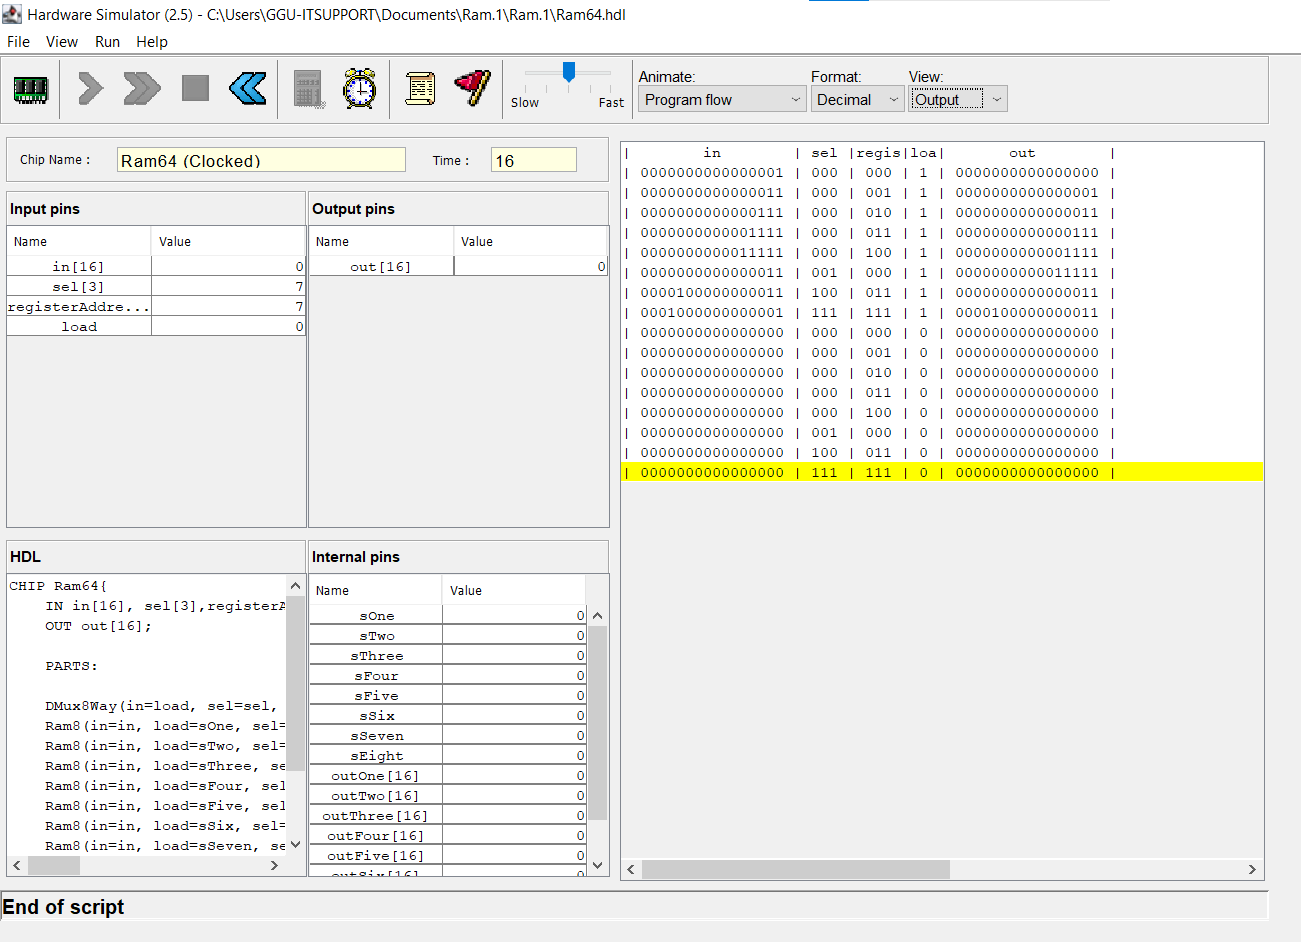 Hardware Simulator (2.5) - C:\Users\GGU-ITSUPPORT\Documents\Ram.1\Ram.1\Ram64.hdl
File View Run Help
Slow Fast
Animate: Format: View:
Program flow Decimal Output
Chip Name : Ram64 (Clocked) Time : 16
Input pins
Name Value
in[16] 0
sel[3] 7
registerAddre... 7
load 0
Output pins
Name Value
out[16] 0
HDL
CHIP Ram64{
IN in[16], sel[3],registerA
OUT out[16];
PARTS:
DMux8Way(in=load, sel=sel,
Ram8(in=in, load=sOne, sel=
Ram8(in=in, load=sTwo, sel=
Ram8(in=in, load=sThree, se
Ram8(in=in, load=sFour, sel
Ram8(in=in, load=sFive, sel
Ram8(in=in, load=sSix, sel=
Ram8(in=in, load=sSeven, se
Internal pins
Name Value
sOne 0
sTwo 0
sThree 0
sFour 0
sFive 0
sSix 0
sSeven 0
sEight 0
outOne[16] 0
outTwo[16] 0
outThree[16] 0
outFour[16] 0
outFive[16] 0
outSix[16] 0
| in | sel |regis|loa| out |
| 0000000000000001 | 000 | 000 | 1 | 0000000000000000 |
| 0000000000000011 | 000 | 001 | 1 | 0000000000000001 |
| 0000000000000111 | 000 | 010 | 1 | 0000000000000011 |
| 0000000000001111 | 000 | 011 | 1 | 0000000000000111 |
| 0000000000011111 | 000 | 100 | 1 | 0000000000001111 |
| 0000000000000011 | 001 | 000 | 1 | 0000000000011111 |
| 0000100000000011 | 100 | 011 | 1 | 0000000000000011 |
| 0001000000000001 | 111 | 111 | 1 | 0000100000000011 |
| 0000000000000000 | 000 | 000 | 0 | 0000000000000000 |
| 0000000000000000 | 000 | 001 | 0 | 0000000000000000 |
| 0000000000000000 | 000 | 010 | 0 | 0000000000000000 |
| 0000000000000000 | 000 | 011 | 0 | 0000000000000000 |
| 0000000000000000 | 000 | 100 | 0 | 0000000000000000 |
| 0000000000000000 | 001 | 000 | 0 | 0000000000000000 |
| 0000000000000000 | 100 | 011 | 0 | 0000000000000000 |
| 0000000000000000 | 111 | 111 | 0 | 0000000000000000 |
End of script